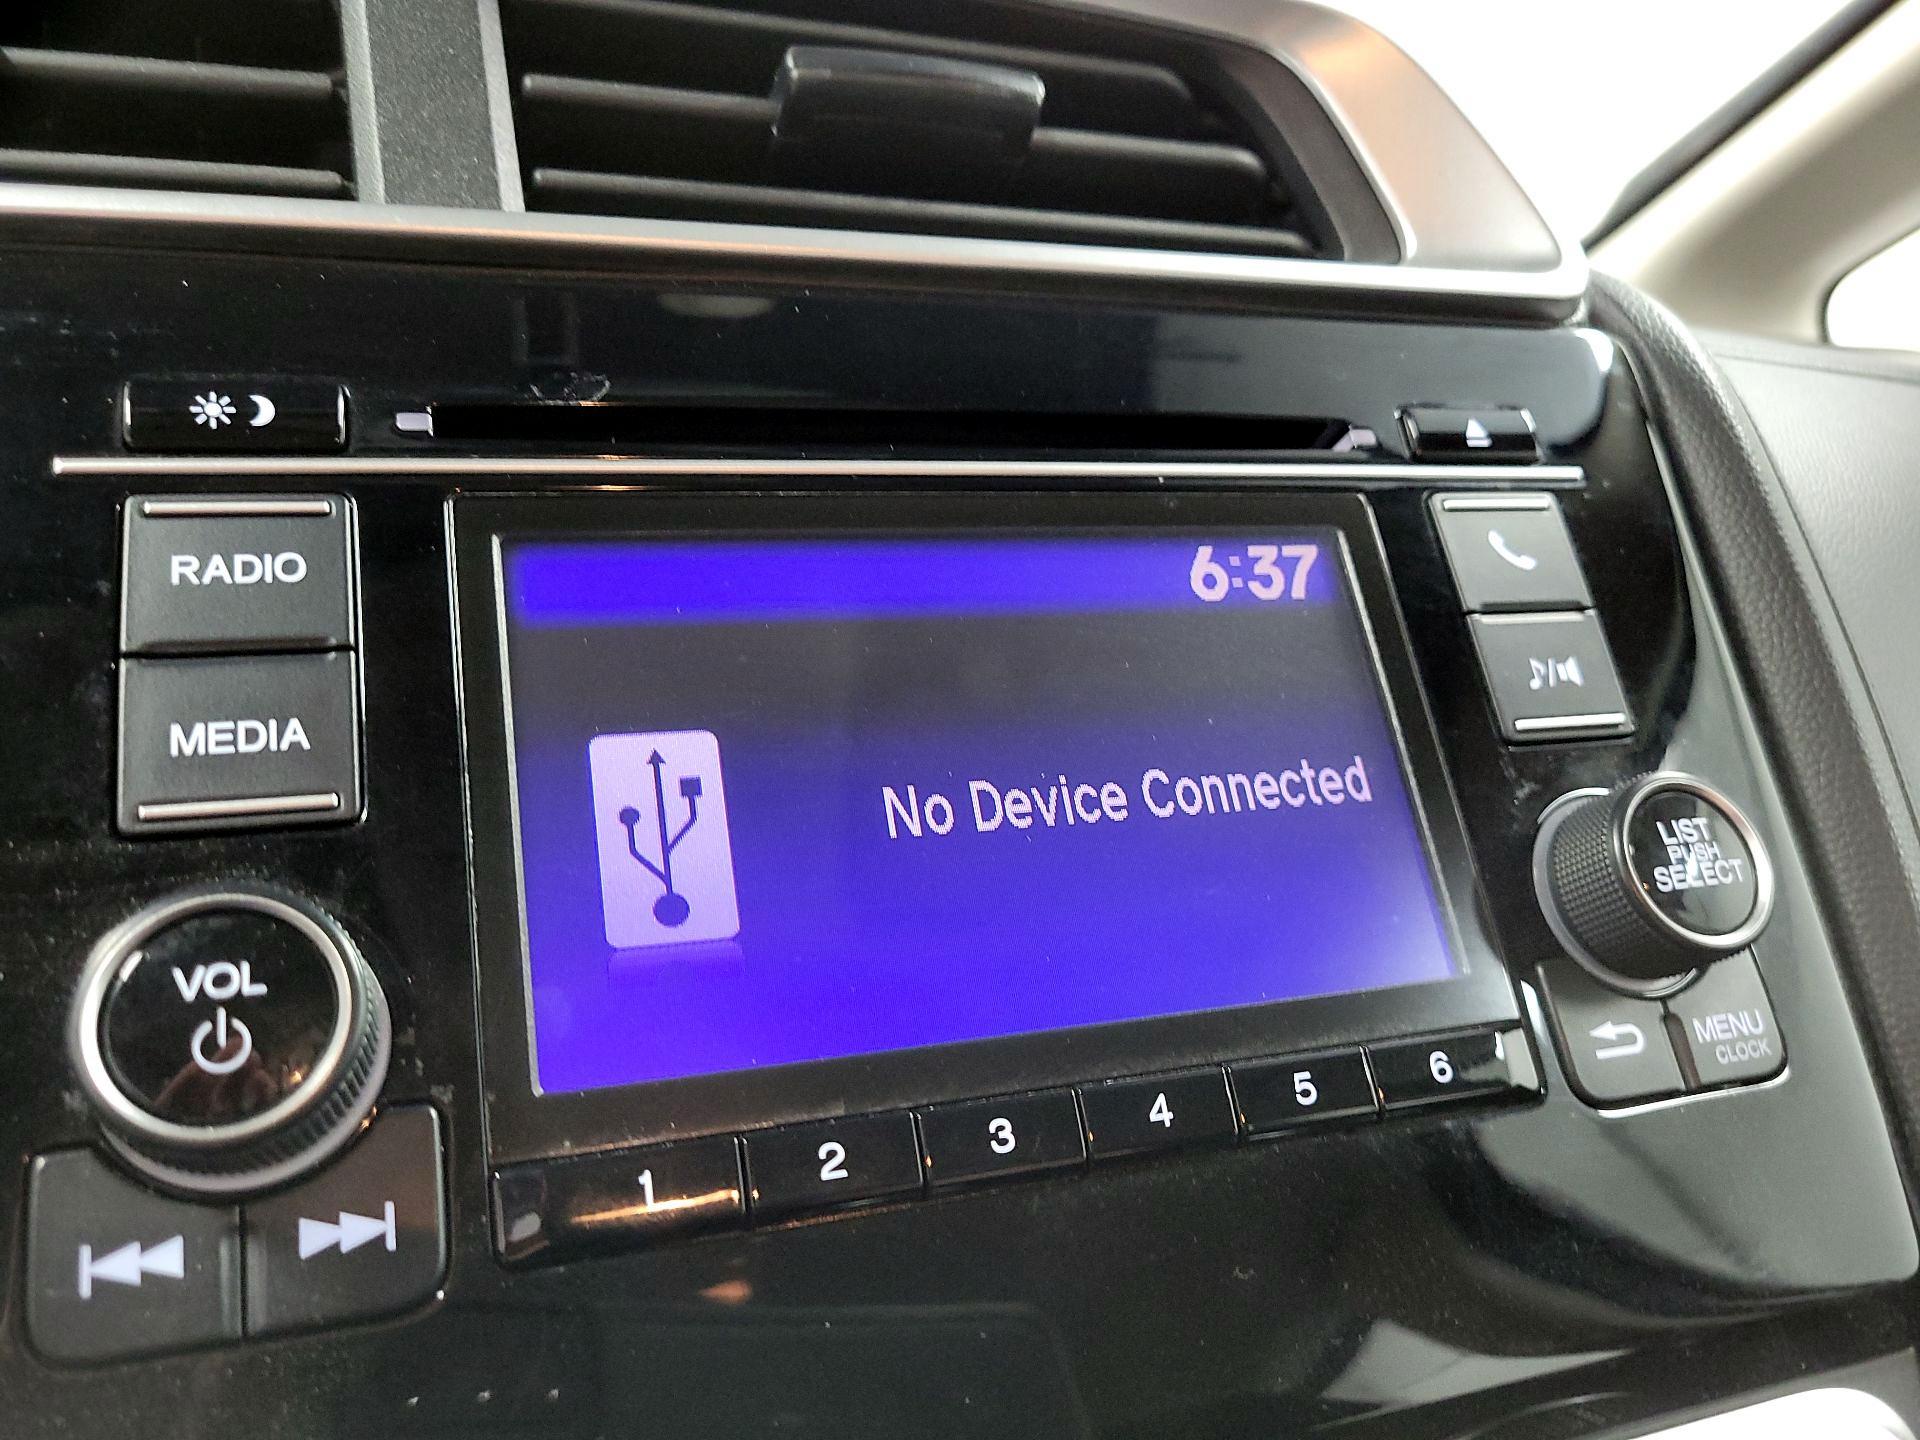 RADIO
MEDIA
VOL
6:37
No Device Connected
1 2 3 4 5 6
LIST
PUSH
SELECT
MENU
CLOCK